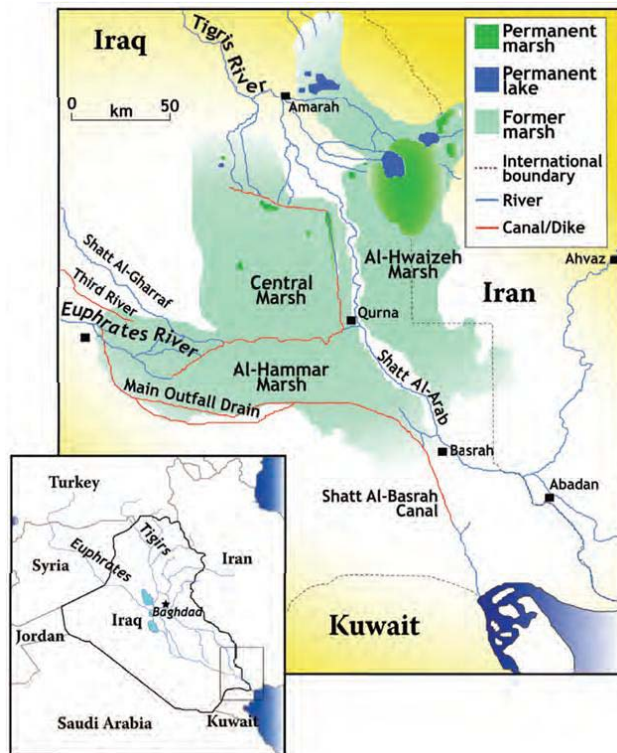 Iraq
Tigris
River
0 50
km
Amarah
Permanent
marsh
Permanent
lake
Former
marsh
International
boundary
River
Canal/Dike
Ahvaz
Shatt Al-Gharraf
Third River
Euphrates River
Central
Marsh
Al-Hwaizeh
Marsh
Iran
Qurna
Al-Hammar
Marsh
Shatt Al-Arab
Main Outfall Drain
Basrah
Abadan
Shatt Al-Basrah
Canal
Kuwait
Turkey
Syria
Euphrates
Tigirs
Iran
Baghdad
Iraq
Jordan
Saudi Arabia
Kuwait